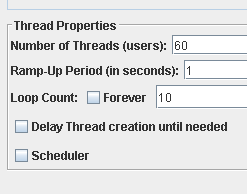 Thread Properties
Number of Threads (users): 60
Ramp-Up Period (in seconds): 1
Loop Count: Forever 10
Delay Thread creation until needed
Scheduler